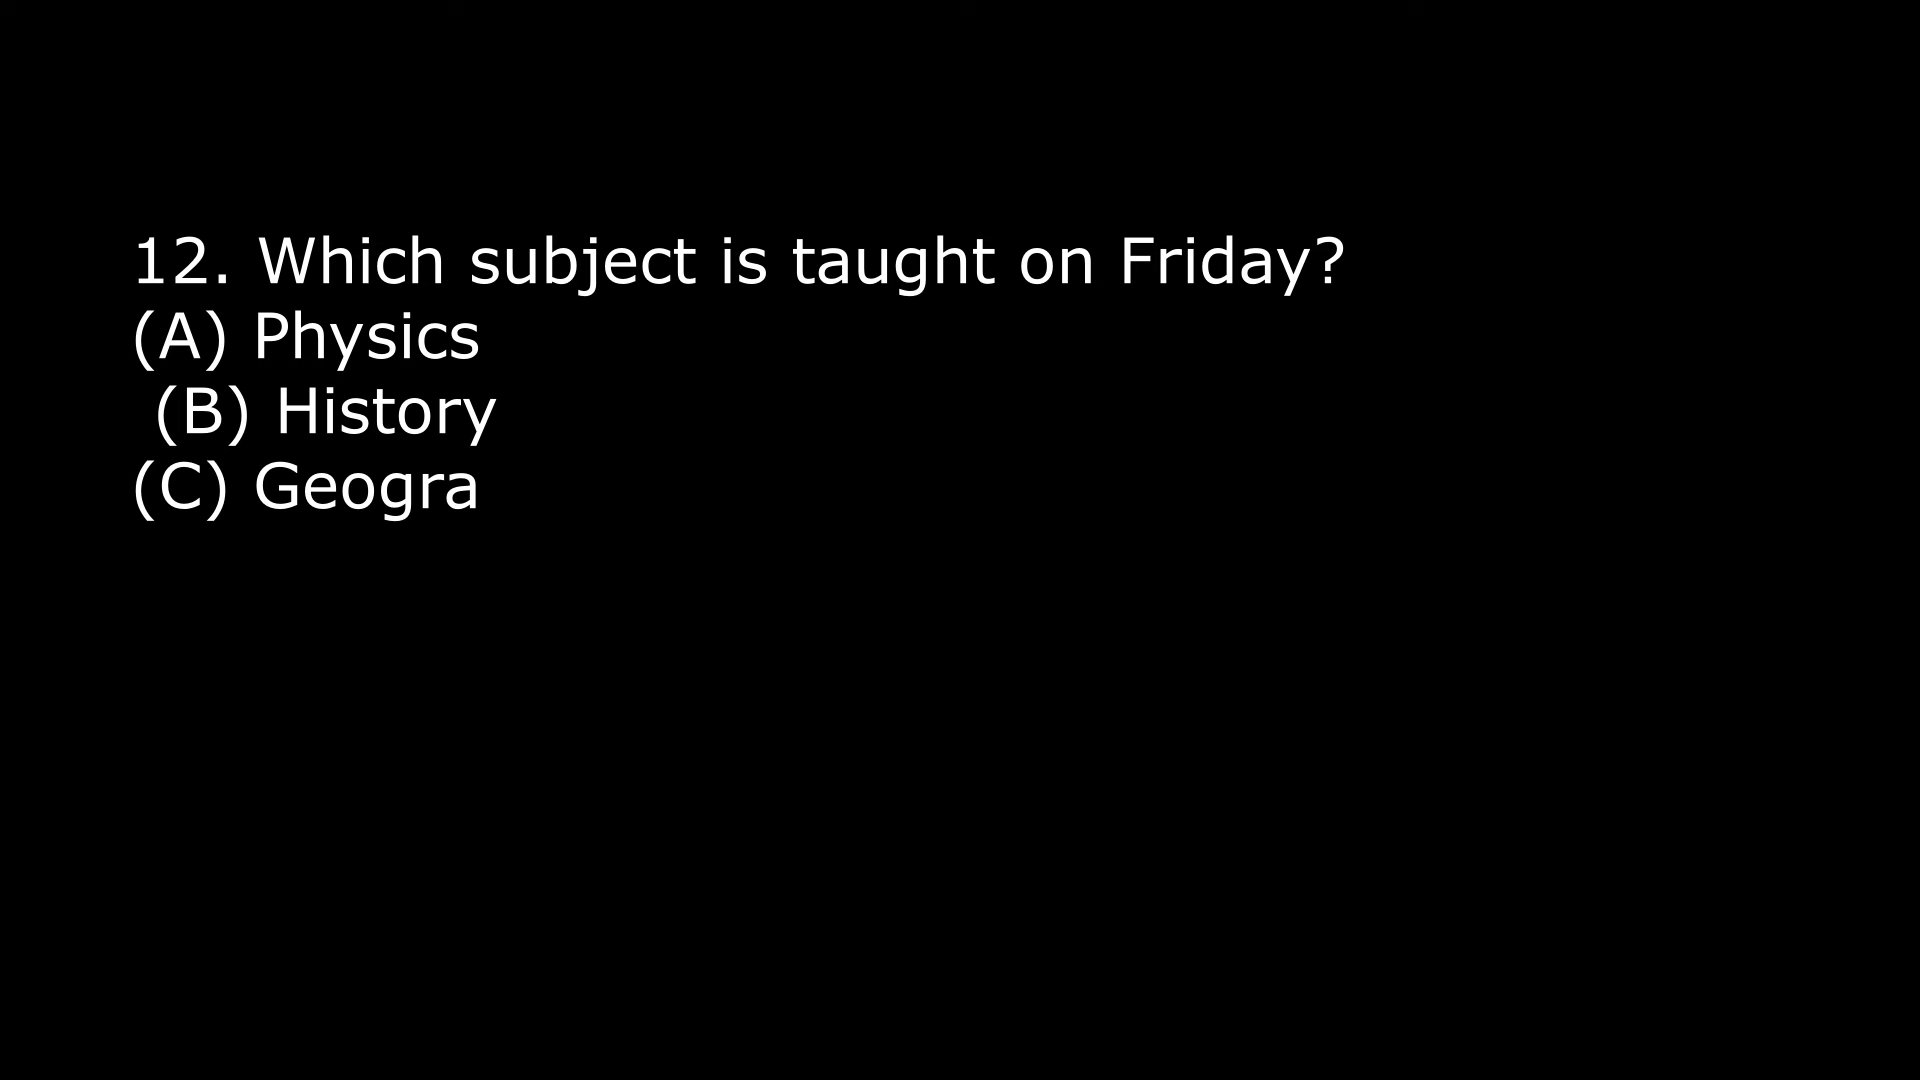 12. Which subject is taught on Friday?
(A) Physics
(B) History
(C) Geogra